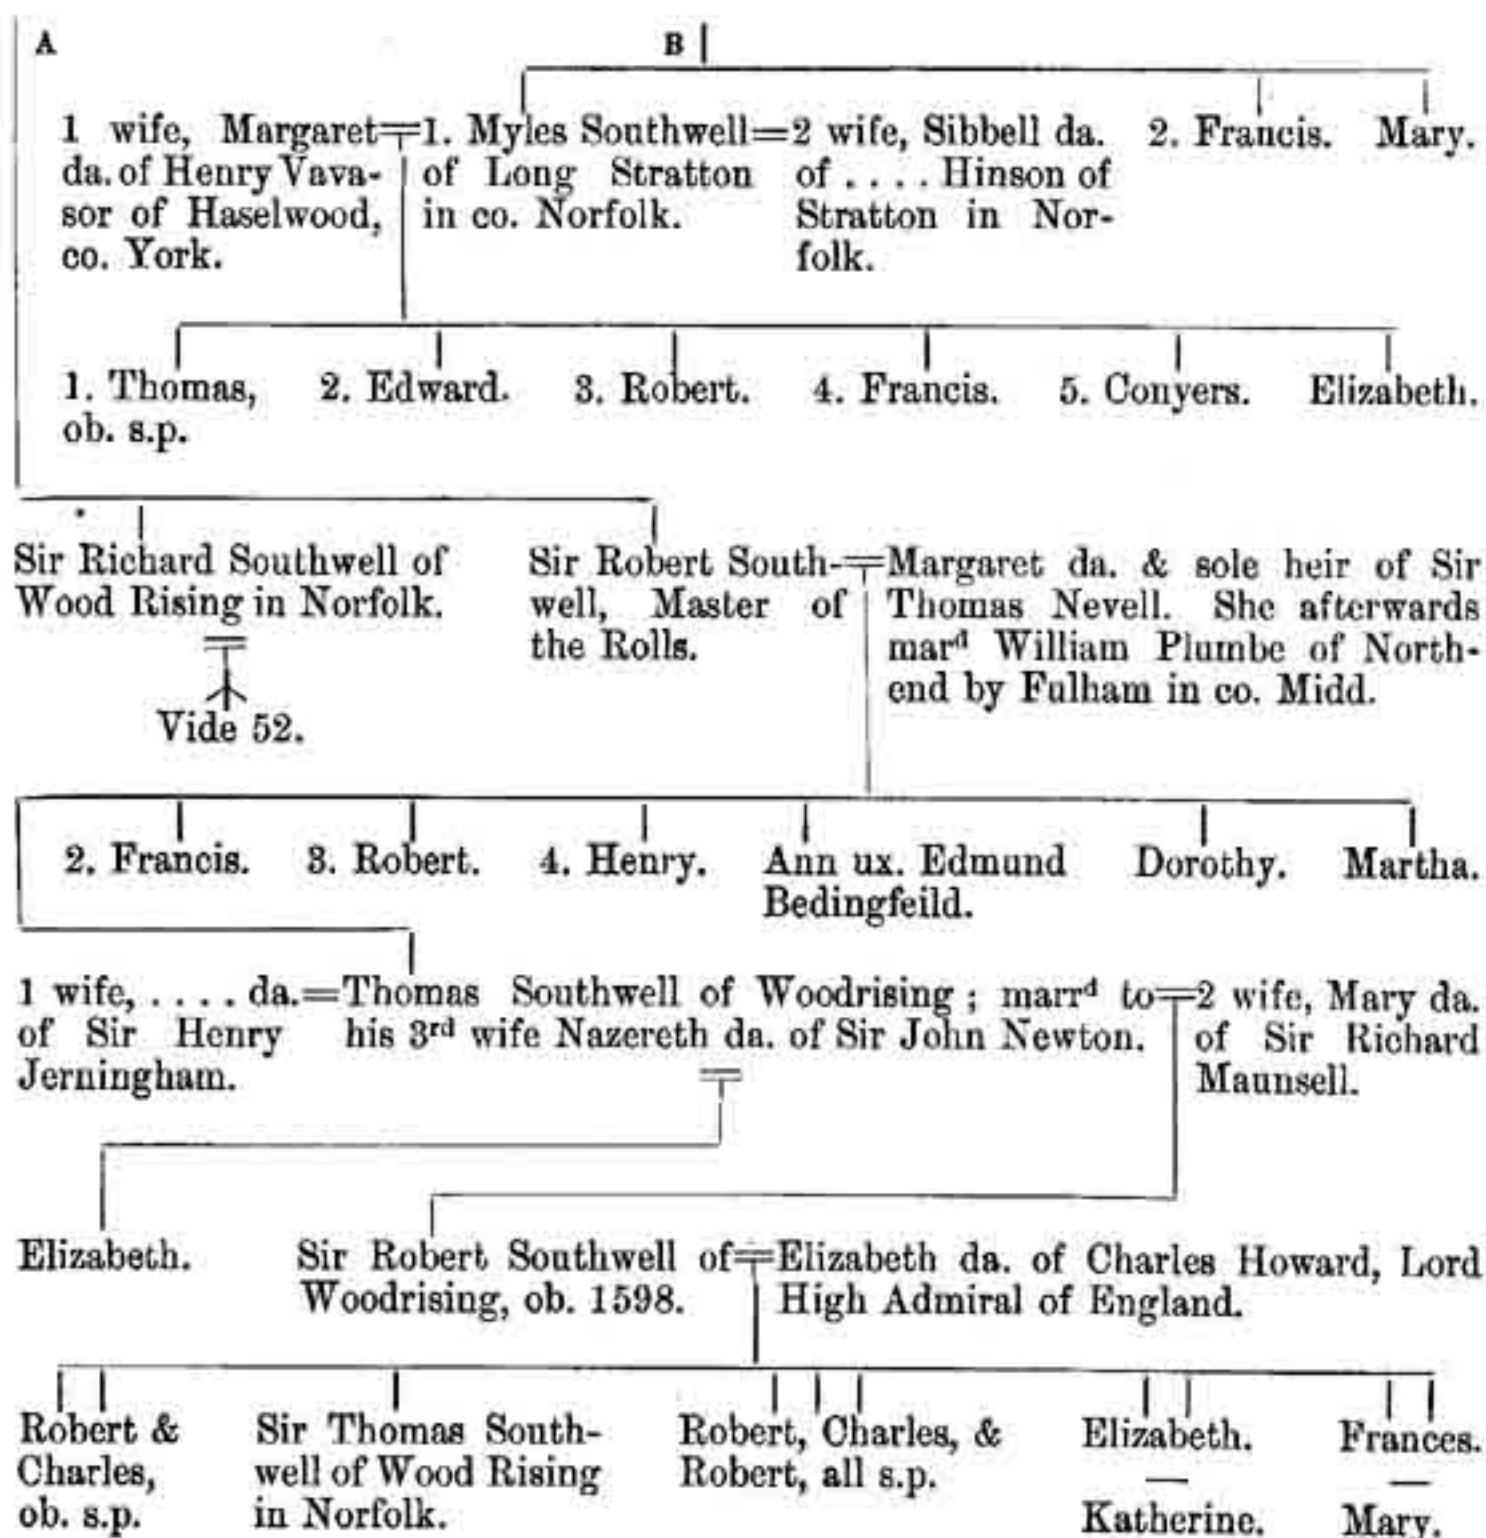 A
B
1 wife, Margaret
da. of Henry Vava-
sor of Haselwood,
co. York.
1. Myles Southwell
of Long Stratton
in co. Norfolk.
2 wife, Sibbell da.
of .... Hinson of
Stratton in Nor-
folk.
2. Francis.
Mary.
1. Thomas,
ob. s.p.
2. Edward.
3. Robert.
4. Francis.
5. Conyers.
Elizabeth.
Sir Richard Southwell of
Wood Rising in Norfolk.
Vide 52.
Sir Robert South-
well, Master of
the Rolls.
Margaret da. & sole heir of Sir
Thomas Nevell. She afterwards
marᵈ William Plumbe of North-
end by Fulham in co. Midd.
2. Francis.
3. Robert.
4. Henry.
Ann ux. Edmund
Bedingfeild.
Dorothy.
Martha.
1 wife, .... da.
of Sir Henry
Jerningham.
Thomas Southwell of Woodrising ; marrᵈ to
his 3ʳᵈ wife Nazereth da. of Sir John Newton.
2 wife, Mary da.
of Sir Richard
Maunsell.
Elizabeth.
Sir Robert Southwell of
Woodrising, ob. 1598.
Elizabeth da. of Charles Howard, Lord
High Admiral of England.
Robert &
Charles,
ob. s.p.
Sir Thomas South-
well of Wood Rising
in Norfolk.
Robert, Charles, &
Robert, all s.p.
Elizabeth.
—
Katherine.
Frances.
—
Mary.